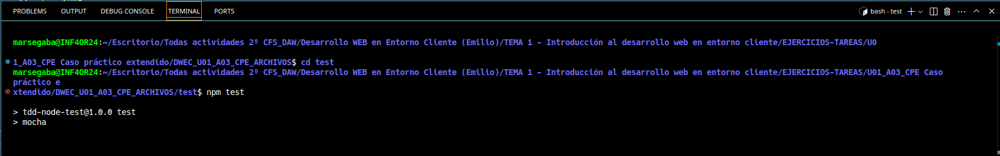 PROBLEMS OUTPUT DEBUG CONSOLE TERMINAL PORTS bash - test
marsegaba@INF4OR24:~/Escritorio/Todas actividades 2º CFS_DAW/Desarrollo WEB en Entorno Cliente (Emilio)/TEMA 1 - Introducción al desarrollo web en entorno cliente/EJERCICIOS-TAREAS/U0
1_A03_CPE Caso práctico extendido/DWEC_U01_A03_CPE_ARCHIVOS$ cd test
marsegaba@INF4OR24:~/Escritorio/Todas actividades 2º CFS_DAW/Desarrollo WEB en Entorno Cliente (Emilio)/TEMA 1 - Introducción al desarrollo web en entorno cliente/EJERCICIOS-TAREAS/U01_A03_CPE Caso
práctico e
xtendido/DWEC_U01_A03_CPE_ARCHIVOS/test$ npm test
> tdd-node-test@1.0.0 test
> mocha